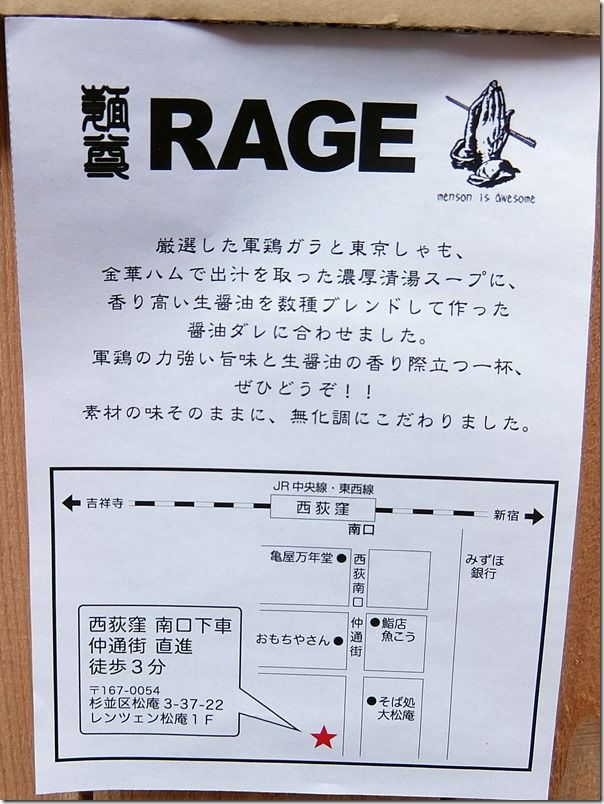 麺尊 RAGE
menson is awesome
厳選した軍鶏ガラと東京しゃも、
金華ハムで出汁を取った濃厚清湯スープに、
香り高い生醤油を数種ブレンドして作った
醤油ダレに合わせました。
軍鶏の力強い旨味と生醤油の香り際立つ一杯、
ぜひどうぞ！！
素材の味そのままに、無化調にこだわりました。
JR中央線・東西線
吉祥寺
西荻窪
新宿
南口
亀屋万年堂
西荻南口
仲通街
みずほ
銀行
おもちやさん
鮨店
魚こう
そば処
大松庵
西荻窪 南口下車
仲通街 直進
徒歩３分
〒167-0054
杉並区松庵 3-37-22
レンツェン松庵１Ｆ